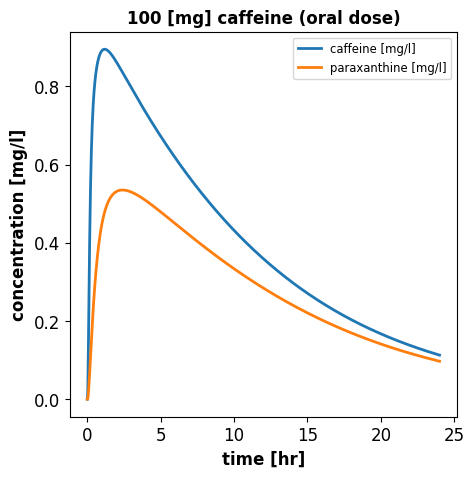 100 [mg] caffeine (oral dose)
caffeine [mg/l]
paraxanthine [mg/l]
concentration [mg/l]
0.8
0.6
0.4
0.2
0.0
0 5 10 15 20 25
time [hr]